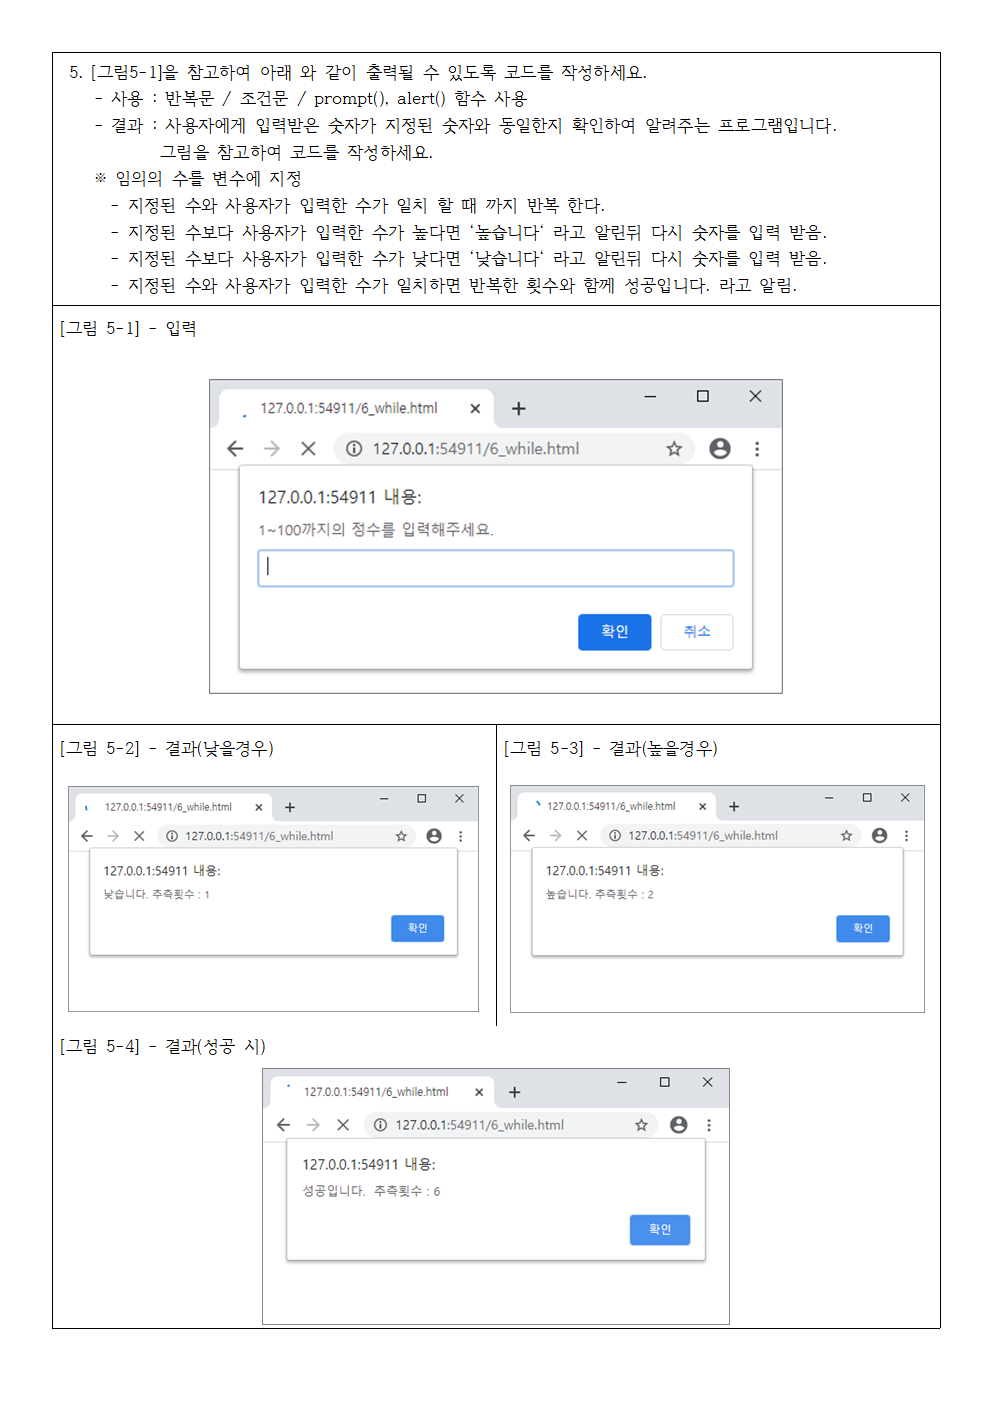 5. [그림5-1]을 참고하여 아래 와 같이 출력될 수 있도록 코드를 작성하세요.
- 사용 : 반복문 / 조건문 / prompt(), alert() 함수 사용
- 결과 : 사용자에게 입력받은 숫자가 지정된 숫자와 동일한지 확인하여 알려주는 프로그램입니다.
그림을 참고하여 코드를 작성하세요.
※ 임의의 수를 변수에 지정
- 지정된 수와 사용자가 입력한 수가 일치 할 때 까지 반복 한다.
- 지정된 수보다 사용자가 입력한 수가 높다면 ‘높습니다‘ 라고 알린뒤 다시 숫자를 입력 받음.
- 지정된 수보다 사용자가 입력한 수가 낮다면 ‘낮습니다‘ 라고 알린뒤 다시 숫자를 입력 받음.
- 지정된 수와 사용자가 입력한 수가 일치하면 반복한 횟수와 함께 성공입니다. 라고 알림.
[그림 5-1] - 입력
127.0.0.1:54911/6_while.html
127.0.0.1:54911/6_while.html
127.0.0.1:54911 내용:
1~100까지의 정수를 입력해주세요.
확인 취소
[그림 5-2] - 결과(낮을경우)
127.0.0.1:54911/6_while.html
127.0.0.1:54911/6_while.html
127.0.0.1:54911 내용:
낮습니다. 추측횟수 : 1
확인
[그림 5-3] - 결과(높을경우)
127.0.0.1:54911/6_while.html
127.0.0.1:54911/6_while.html
127.0.0.1:54911 내용:
높습니다. 추측횟수 : 2
확인
[그림 5-4] - 결과(성공 시)
127.0.0.1:54911/6_while.html
127.0.0.1:54911/6_while.html
127.0.0.1:54911 내용:
성공입니다. 추측횟수 : 6
확인